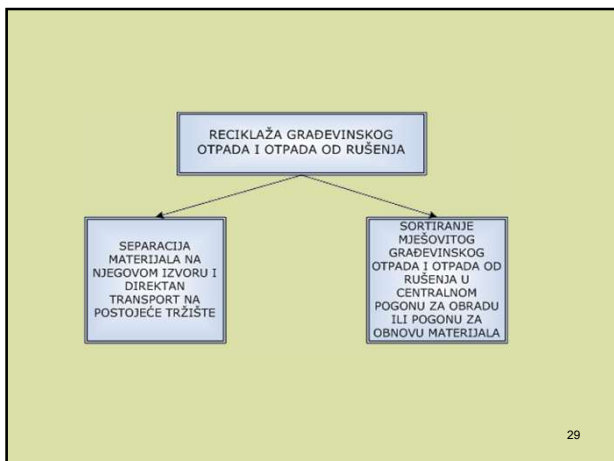 RECIKLAŽA GRAĐEVINSKOG
OTPADA I OTPADA OD RUŠENJA
SEPARACIJA
MATERIJALA NA
NJEGOVOM IZVORU I
DIREKTAN
TRANSPORT NA
POSTOJEĆE TRŽIŠTE
SORTIRANJE
MJEŠOVITOG
GRAĐEVINSKOG
OTPADA I OTPADA OD
RUŠENJA U
CENTRALNOM
POGONU ZA OBRADU
ILI POGONU ZA
OBNOVU MATERIJALA
29